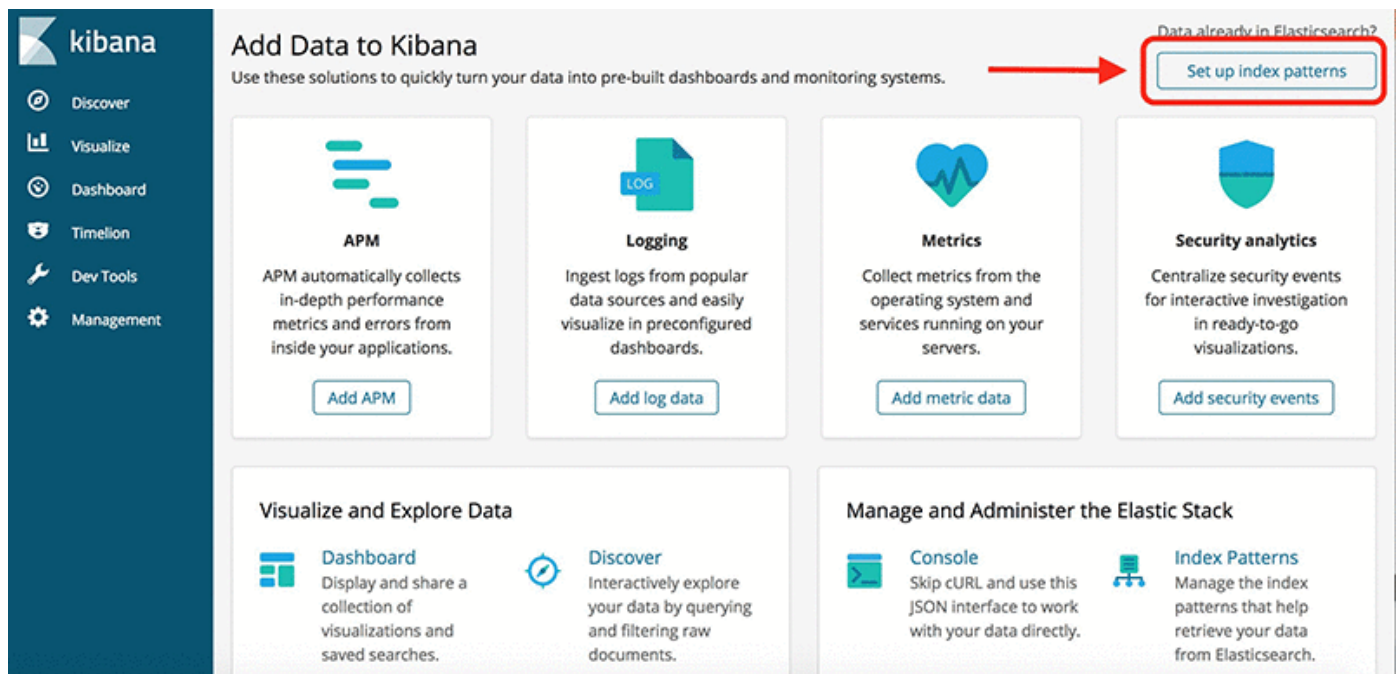 kibana
Discover
Visualize
Dashboard
Timelion
Dev Tools
Management
Add Data to Kibana
Use these solutions to quickly turn your data into pre-built dashboards and monitoring systems.
Data already in Elasticsearch?
Set up index patterns
APM
APM automatically collects
in-depth performance
metrics and errors from
inside your applications.
Add APM
LOG
Logging
Ingest logs from popular
data sources and easily
visualize in preconfigured
dashboards.
Add log data
Metrics
Collect metrics from the
operating system and
services running on your
servers.
Add metric data
Security analytics
Centralize security events
for interactive investigation
in ready-to-go
visualizations.
Add security events
Visualize and Explore Data
Dashboard
Display and share a
collection of
visualizations and
saved searches.
Discover
Interactively explore
your data by querying
and filtering raw
documents.
Manage and Administer the Elastic Stack
Console
Skip cURL and use this
JSON interface to work
with your data directly.
Index Patterns
Manage the index
patterns that help
retrieve your data
from Elasticsearch.